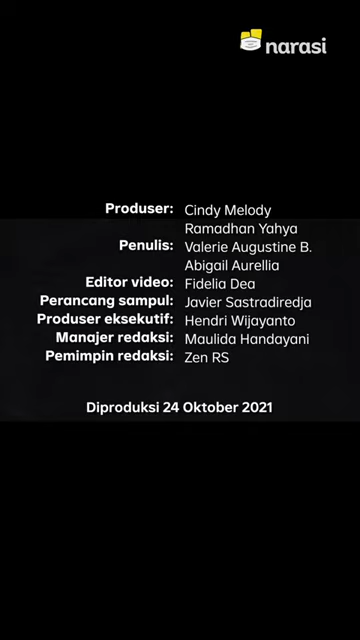 narasi
Produser: Cindy Melody
Ramadhan Yahya
Penulis: Valerie Augustine B.
Abigail Aurellia
Editor video: Fidelia Dea
Perancang sampul: Javier Sastradiredja
Produser eksekutif: Hendri Wijayanto
Manajer redaksi: Maulida Handayani
Pemimpin redaksi: Zen RS
Diproduksi 24 Oktober 2021